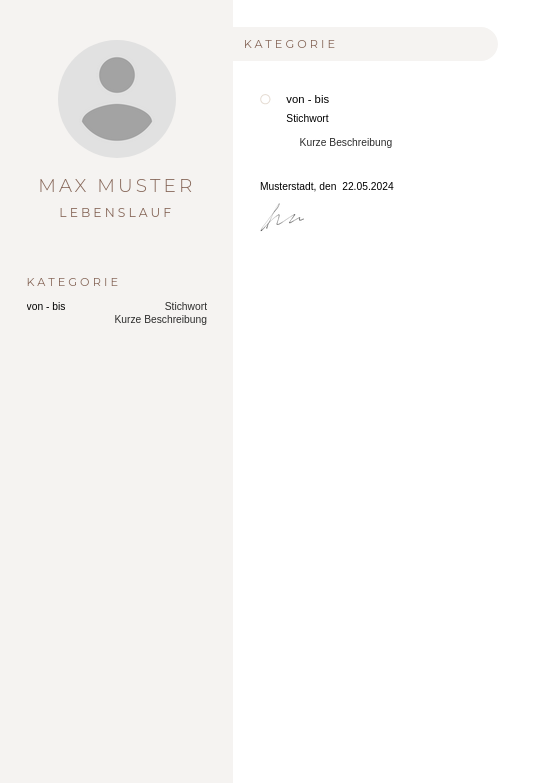 MAX MUSTER
LEBENSLAUF
KATEGORIE
von - bis Stichwort
Kurze Beschreibung
KATEGORIE
von - bis
Stichwort
Kurze Beschreibung
Musterstadt, den 22.05.2024